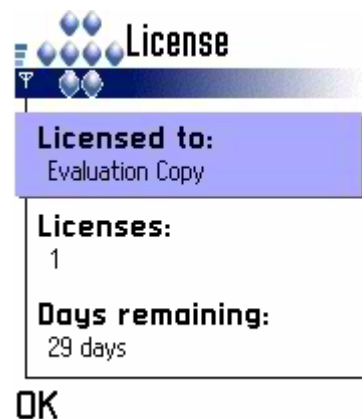 License
Licensed to:
Evaluation Copy
Licenses:
1
Days remaining:
29 days
OK